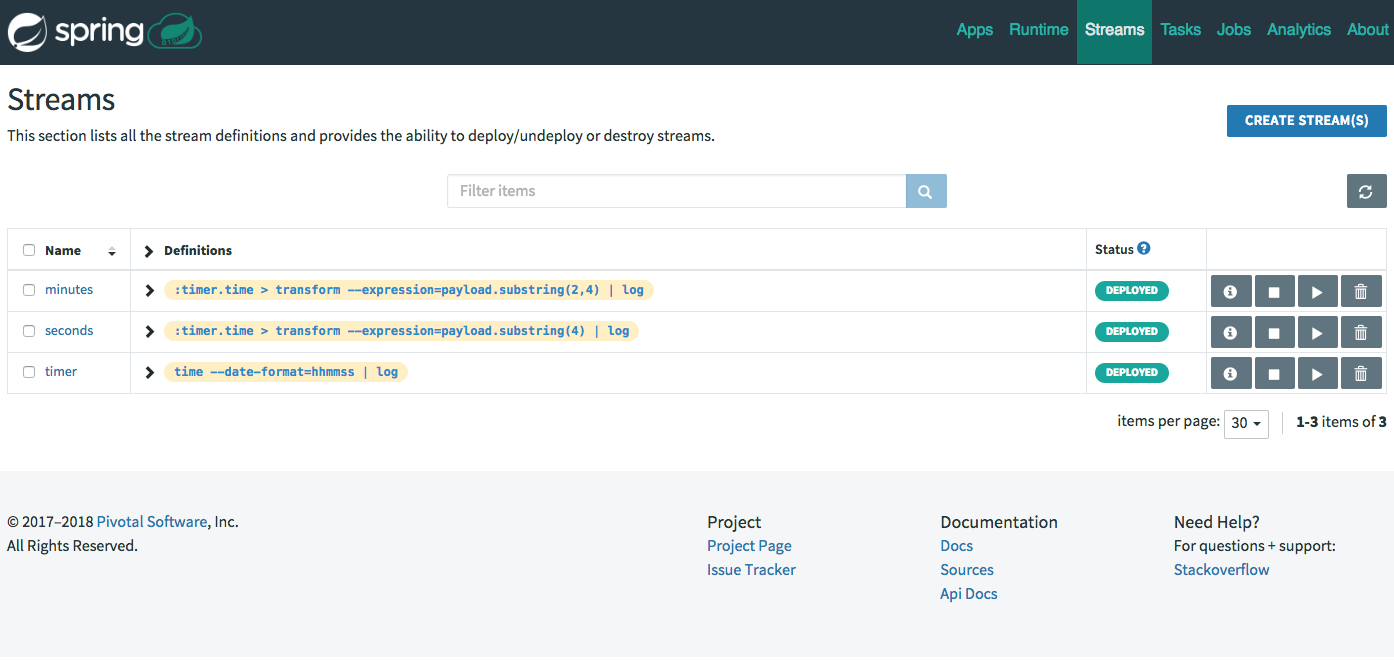 spring
Apps Runtime Streams Tasks Jobs Analytics About
Streams
This section lists all the stream definitions and provides the ability to deploy/undeploy or destroy streams.
CREATE STREAM(S)
Filter items
Name Definitions Status
minutes :timer.time > transform --expression=payload.substring(2,4) | log DEPLOYED
seconds :timer.time > transform --expression=payload.substring(4) | log DEPLOYED
timer time --date-format=hhmmss | log DEPLOYED
items per page: 30 1-3 items of 3
© 2017–2018 Pivotal Software, Inc.
All Rights Reserved.
Project
Project Page
Issue Tracker
Documentation
Docs
Sources
Api Docs
Need Help?
For questions + support:
Stackoverflow